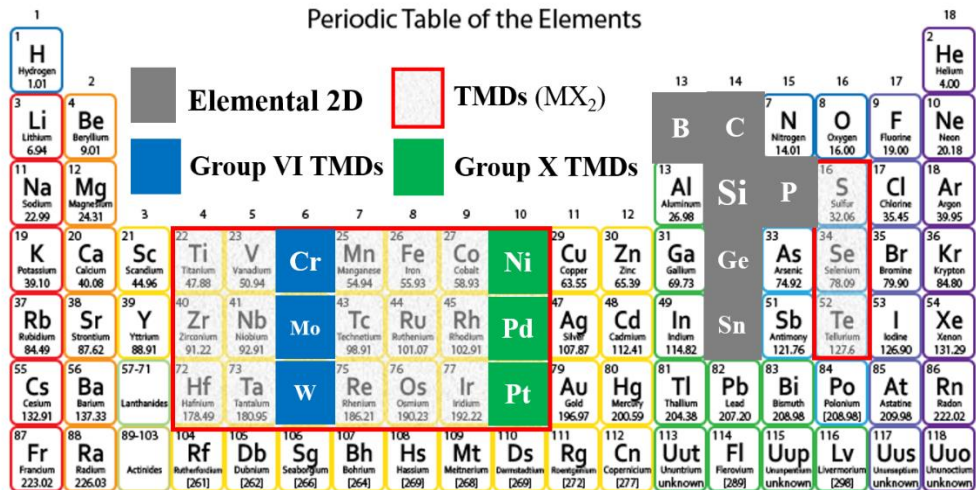 Periodic Table of the Elements
1 18
1 2
H He
Hydrogen Helium
1.01 4.00
2 13 14 15 16 17
Elemental 2D TMDs (MX₂)
3 4 7 8 9 10
Li Be B C N O F Ne
Lithium Beryllium Nitrogen Oxygen Fluorine Neon
6.94 9.01 14.01 16.00 19.00 20.18
Group VI TMDs Group X TMDs
11 12 13 16 17 18
Na Mg Al Si P S Cl Ar
Sodium Magnesium Aluminum Sulfur Chlorine Argon
22.99 24.31 26.98 32.06 35.45 39.95
3 4 5 6 7 8 9 10 11 12
19 20 21 22 23 25 26 27 29 30 31 33 34 35 36
K Ca Sc Ti V Cr Mn Fe Co Ni Cu Zn Ga Ge As Se Br Kr
Potassium Calcium Scandium Titanium Vanadium Manganese Iron Cobalt Copper Zinc Gallium Arsenic Selenium Bromine Krypton
39.10 40.08 44.96 47.88 50.94 54.94 55.93 58.93 63.55 65.39 69.73 74.92 78.09 79.90 84.80
37 38 39 40 41 43 44 45 47 48 49 51 52 53 54
Rb Sr Y Zr Nb Mo Tc Ru Rh Pd Ag Cd In Sn Sb Te I Xe
Rubidium Strontium Yttrium Zirconium Niobium Technetium Ruthenium Rhodium Silver Cadmium Indium Antimony Tellurium Iodine Xenon
84.49 87.62 88.91 91.22 92.91 98.91 101.07 102.91 107.87 112.41 114.82 121.76 127.6 126.90 131.29
55 56 57-71 72 73 75 76 77 79 80 81 82 83 84 85 86
Cs Ba Hf Ta W Re Os Ir Pt Au Hg Tl Pb Bi Po At Rn
Cesium Barium Lanthanides Hafnium Tantalum Rhenium Osmium Iridium Gold Mercury Thallium Lead Bismuth Polonium Astatine Radon
132.91 137.33 178.49 180.95 186.21 190.23 192.22 196.97 200.59 204.38 207.20 208.98 [208.98] 209.98 222.02
87 88 89-103 104 105 106 107 108 109 110 111 112 113 114 115 116 117 118
Fr Ra Rf Db Sg Bh Hs Mt Ds Rg Cn Uut Fl Uup Lv Uus Uuo
Francium Radium Actinides Rutherfordium Dubnium Seaborgium Bohrium Hassium Meitnerium Darmstadtium Roentgenium Copernicium Ununtrium Flerovium Ununpentium Livermorium Ununseptium Ununoctium
223.02 226.03 [261] [262] [266] [264] [269] [268] [269] [272] [277] unknown [289] unknown [298] unknown unknown